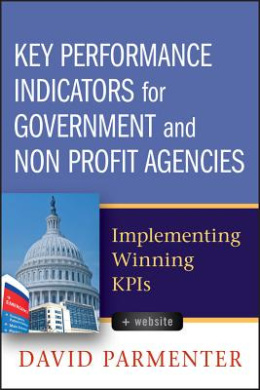 KEY PERFORMANCE
INDICATORS for
GOVERNMENT and
NON PROFIT AGENCIES
Implementing
Winning
KPIs
+ website
DAVID PARMENTER